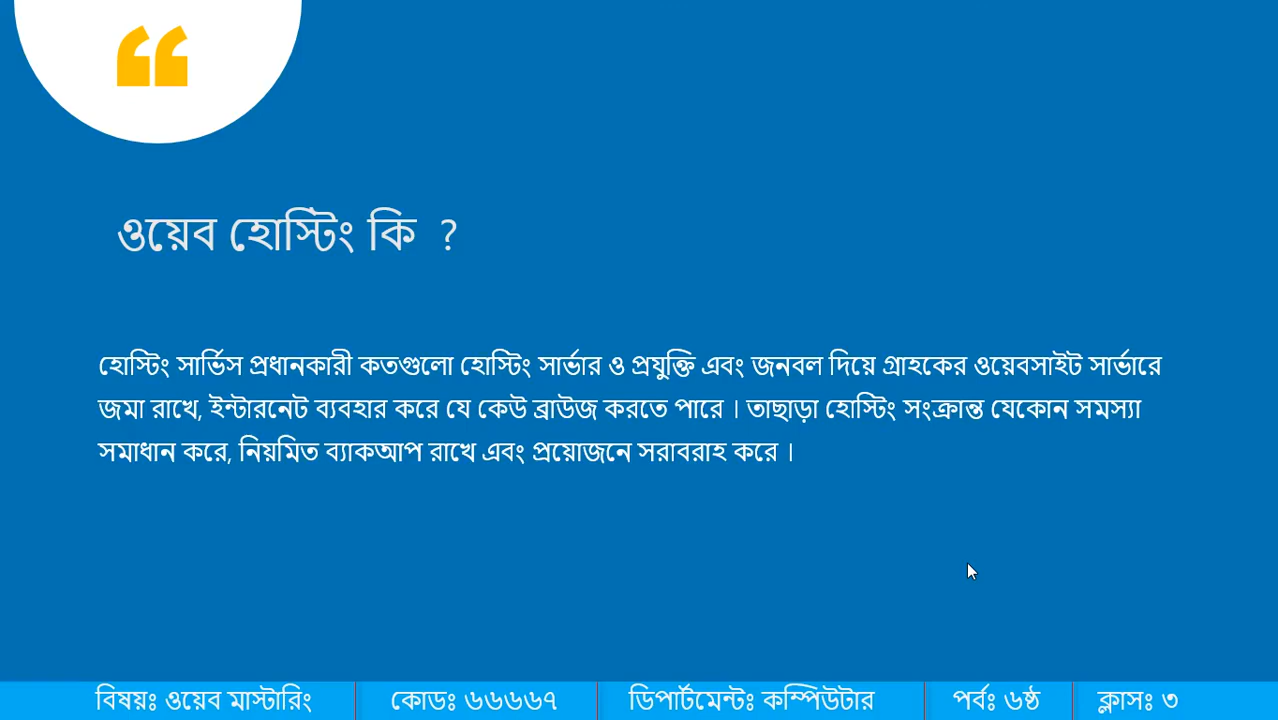 “
ওয়েব হোস্টিং কি ?
হোস্টিং সার্ভিস প্রধানকারী কতগুলো হোস্টিং সার্ভার ও প্রযুক্তি এবং জনবল দিয়ে গ্রাহকের ওয়েবসাইট সার্ভারে
জমা রাখে, ইন্টারনেট ব্যবহার করে যে কেউ ব্রাউজ করতে পারে । তাছাড়া হোস্টিং সংক্রান্ত যেকোন সমস্যা
সমাধান করে, নিয়মিত ব্যাকআপ রাখে এবং প্রয়োজনে সরাবরাহ করে ।
বিষয়ঃ ওয়েব মাস্টারিং কোডঃ ৬৬৬৬৭ ডিপার্টমেন্টঃ কম্পিউটার পর্বঃ ৬ষ্ঠ ক্লাসঃ ৩